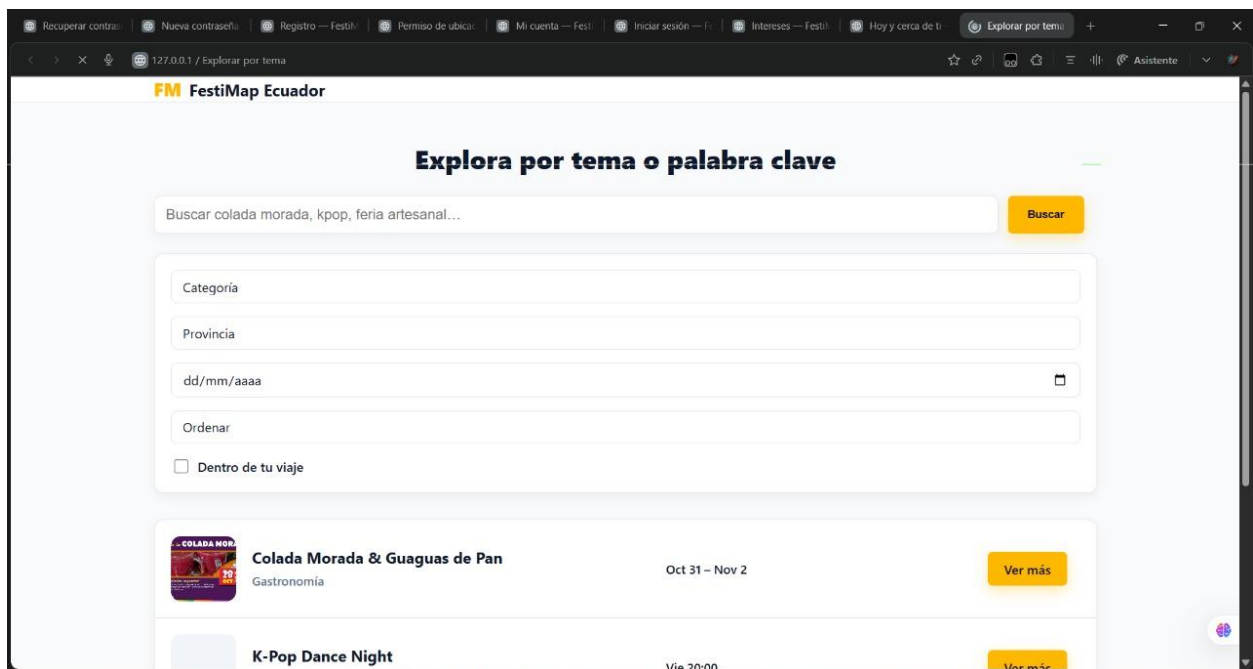 Recuperar contras
Nueva contraseña
Registro — FestiM
Permiso de ubicac
Mi cuenta — Festi
Iniciar sesión — Fe
Intereses — Festi
Hoy y cerca de ti
Explorar por tema
127.0.0.1 / Explorar por tema
Asistente
FM FestiMap Ecuador
Explora por tema o palabra clave
Buscar colada morada, kpop, feria artesanal...
Buscar
Categoría
Provincia
dd/mm/aaaa
Ordenar
Dentro de tu viaje
COLADA MORA
Colada Morada & Guaguas de Pan
Gastronomía
Oct 31 – Nov 2
Ver más
K-Pop Dance Night
Vie 20:00
Ver más